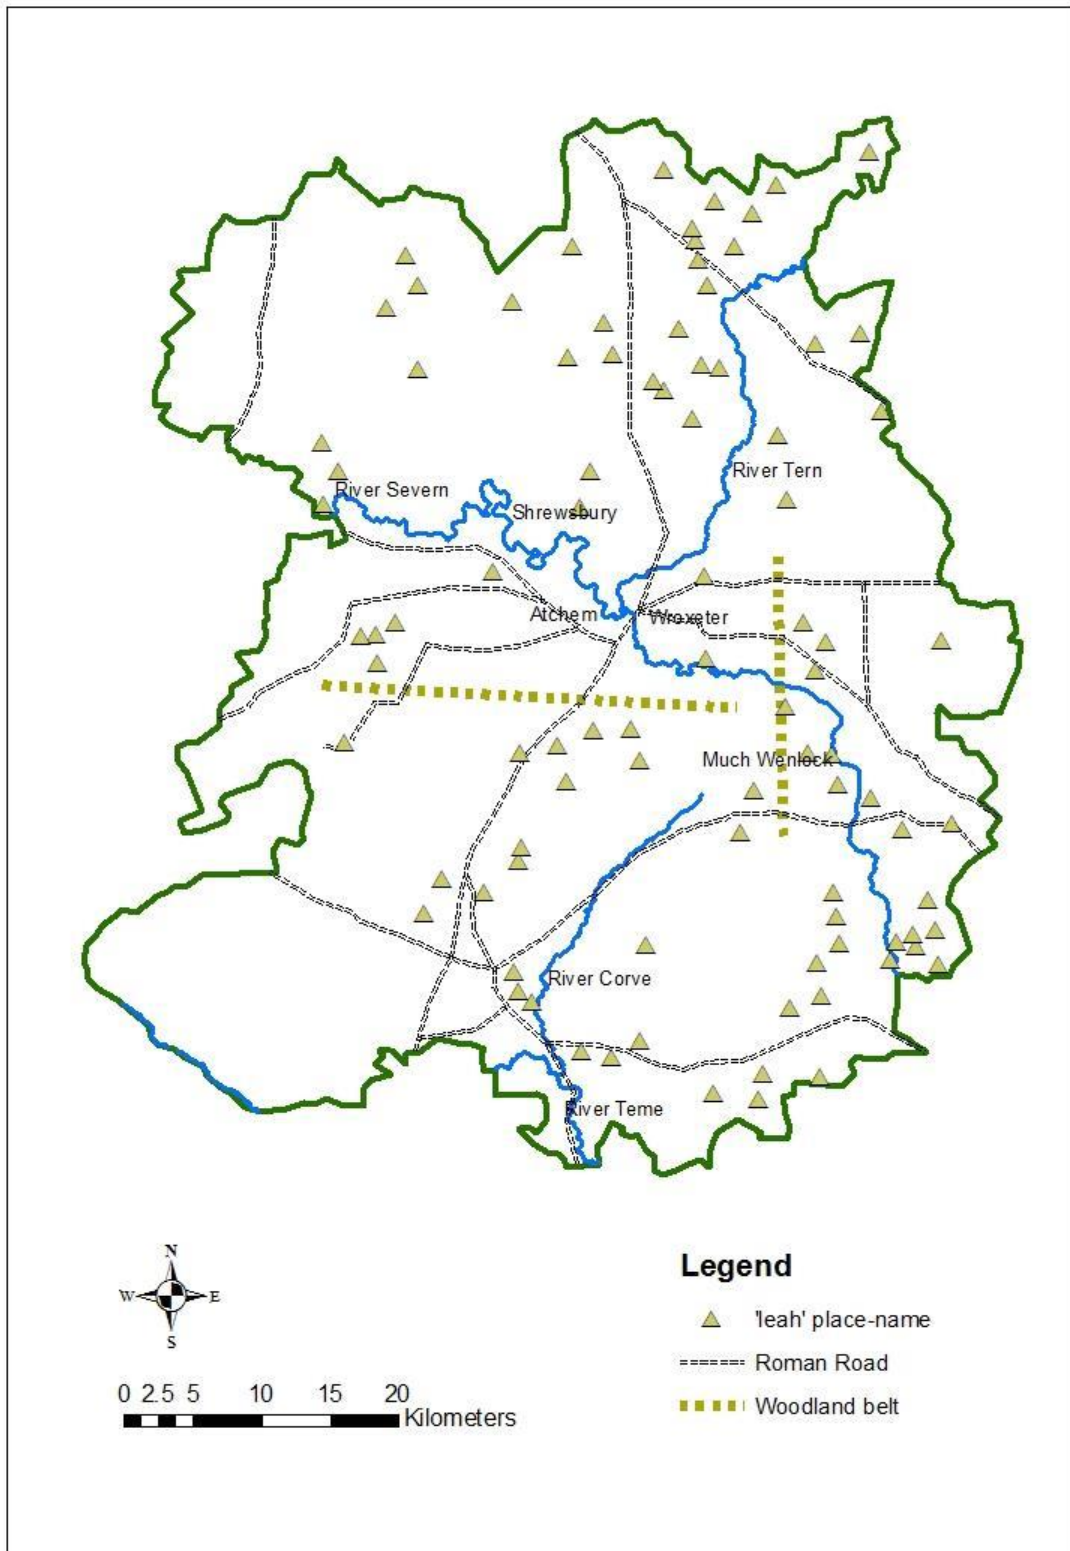 River Tern
River Severn
Shrewsbury
Atchem
Wroxeter
Much Wenlock
River Corve
River Teme
N
W
E
S
0 2.5 5 10 15 20
Kilometers
Legend
'leah' place-name
Roman Road
Woodland belt